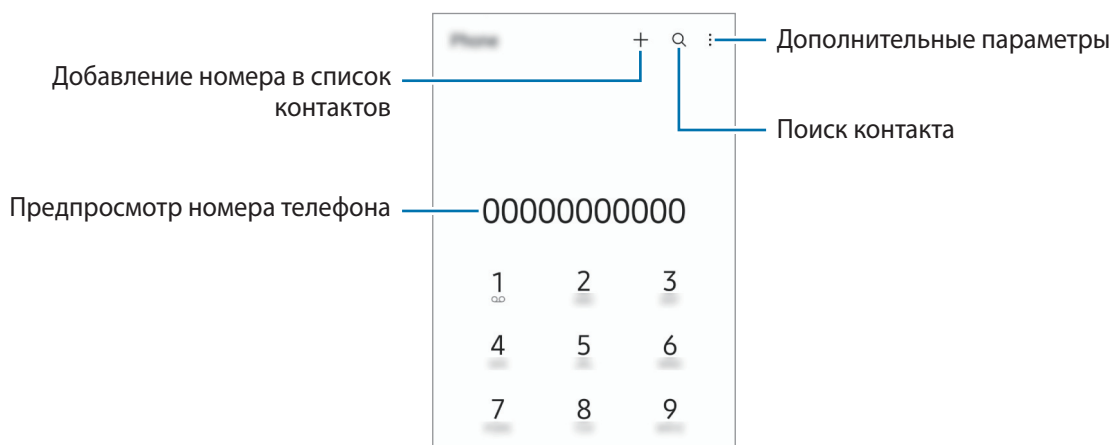 Phone
Дополнительные параметры
Добавление номера в список
контактов
Поиск контакта
Предпросмотр номера телефона
00000000000
1 2 3
4 5 6
7 8 9